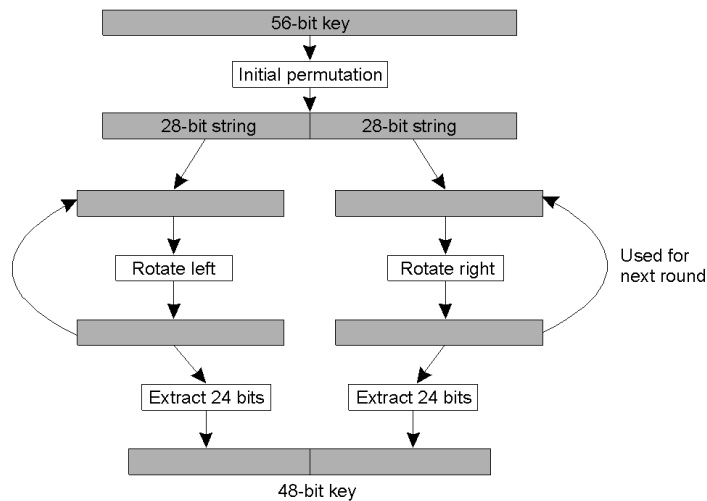 56-bit key
Initial permutation
28-bit string
28-bit string
Rotate left
Rotate right
Used for
next round
Extract 24 bits
Extract 24 bits
48-bit key